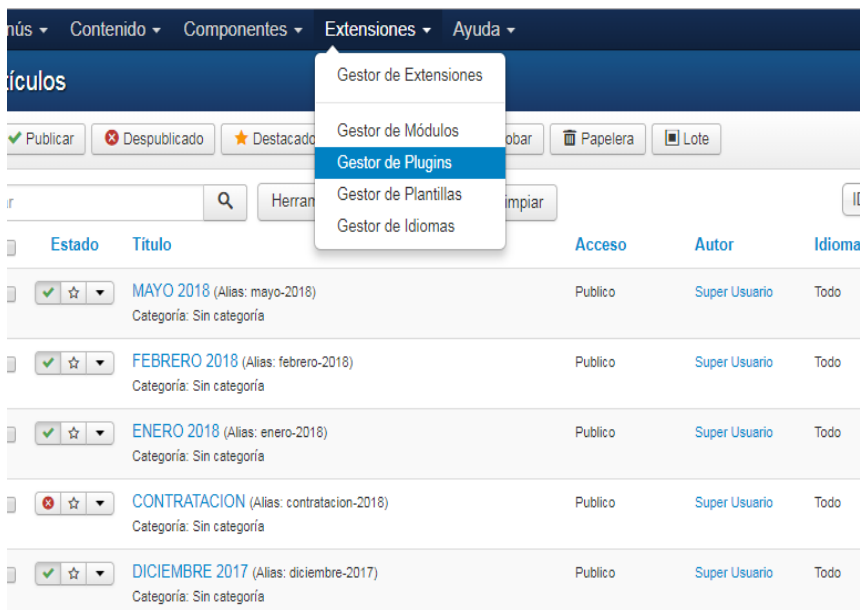 nús Contenido Componentes Extensiones Ayuda
tículos
Gestor de Extensiones
Gestor de Módulos
Gestor de Plugins
Gestor de Plantillas
Gestor de Idiomas
Publicar Despublicado Destacado obar Papelera Lote
r Herram impiar ID
Estado Título Acceso Autor Idioma
MAYO 2018 (Alias: mayo-2018) Publico Super Usuario Todo
Categoría: Sin categoría
FEBRERO 2018 (Alias: febrero-2018) Publico Super Usuario Todo
Categoría: Sin categoría
ENERO 2018 (Alias: enero-2018) Publico Super Usuario Todo
Categoría: Sin categoría
CONTRATACION (Alias: contratacion-2018) Publico Super Usuario Todo
Categoría: Sin categoría
DICIEMBRE 2017 (Alias: diciembre-2017) Publico Super Usuario Todo
Categoría: Sin categoría